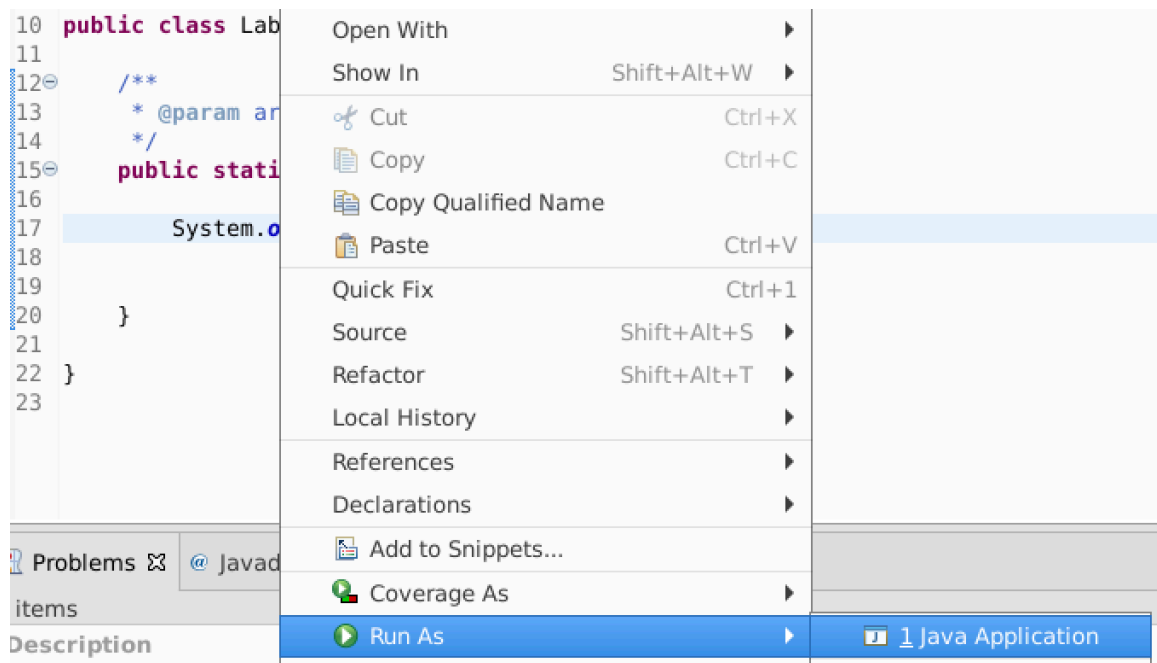 10 public class Lab
11
12 /**
13 * @param ar
14 */
15 public stati
16
17 System.o
18
19
20 }
21
22 }
23
Open With
Show In Shift+Alt+W
Cut Ctrl+X
Copy Ctrl+C
Copy Qualified Name
Paste Ctrl+V
Quick Fix Ctrl+1
Source Shift+Alt+S
Refactor Shift+Alt+T
Local History
References
Declarations
Add to Snippets...
Coverage As
Run As
1 Java Application
Problems @ Javad
items
Description